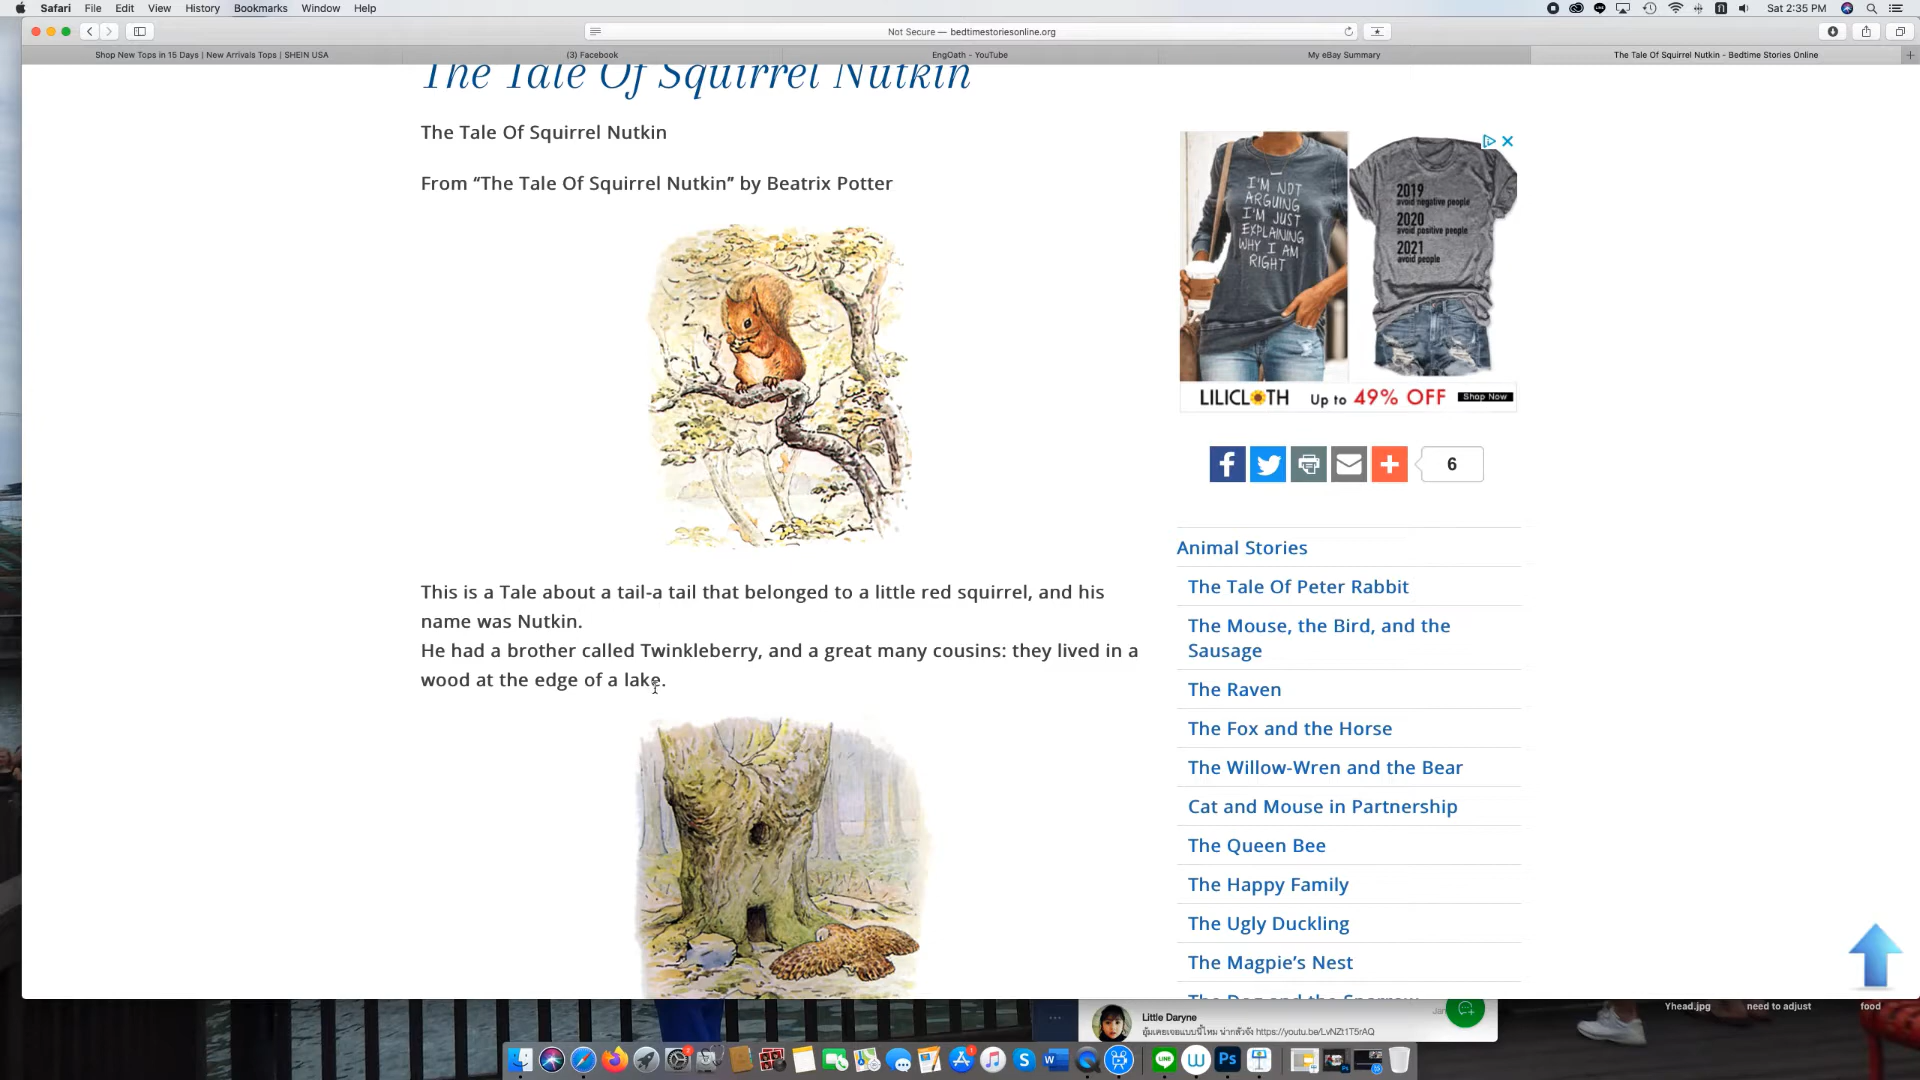 Safari File Edit View History Bookmarks Window Help
Sat 2:35 PM
Not Secure — bedtimestoriesonline.org
Shop New Tops in 15 Days | New Arrivals Tops | SHEIN USA
(3) Facebook
EngOath - YouTube
My eBay Summary
The Tale Of Squirrel Nutkin - Bedtime Stories Online
The Tale Of Squirrel Nutkin
The Tale Of Squirrel Nutkin
From “The Tale Of Squirrel Nutkin” by Beatrix Potter
This is a Tale about a tail-a tail that belonged to a little red squirrel, and his
name was Nutkin.
He had a brother called Twinkleberry, and a great many cousins: they lived in a
wood at the edge of a lake.
I'M NOT
ARGUING
I'M JUST
EXPLAINING
WHY I AM
RIGHT
2019
avoid negative people
2020
avoid positive people
2021
avoid people
LILICLOTH Up to 49% OFF Shop Now
6
Animal Stories
The Tale Of Peter Rabbit
The Mouse, the Bird, and the
Sausage
The Raven
The Fox and the Horse
The Willow-Wren and the Bear
Cat and Mouse in Partnership
The Queen Bee
The Happy Family
The Ugly Duckling
The Magpie’s Nest
The Dog and the Sparrow
Yhead.jpg
need to adjust
food
Little Daryne